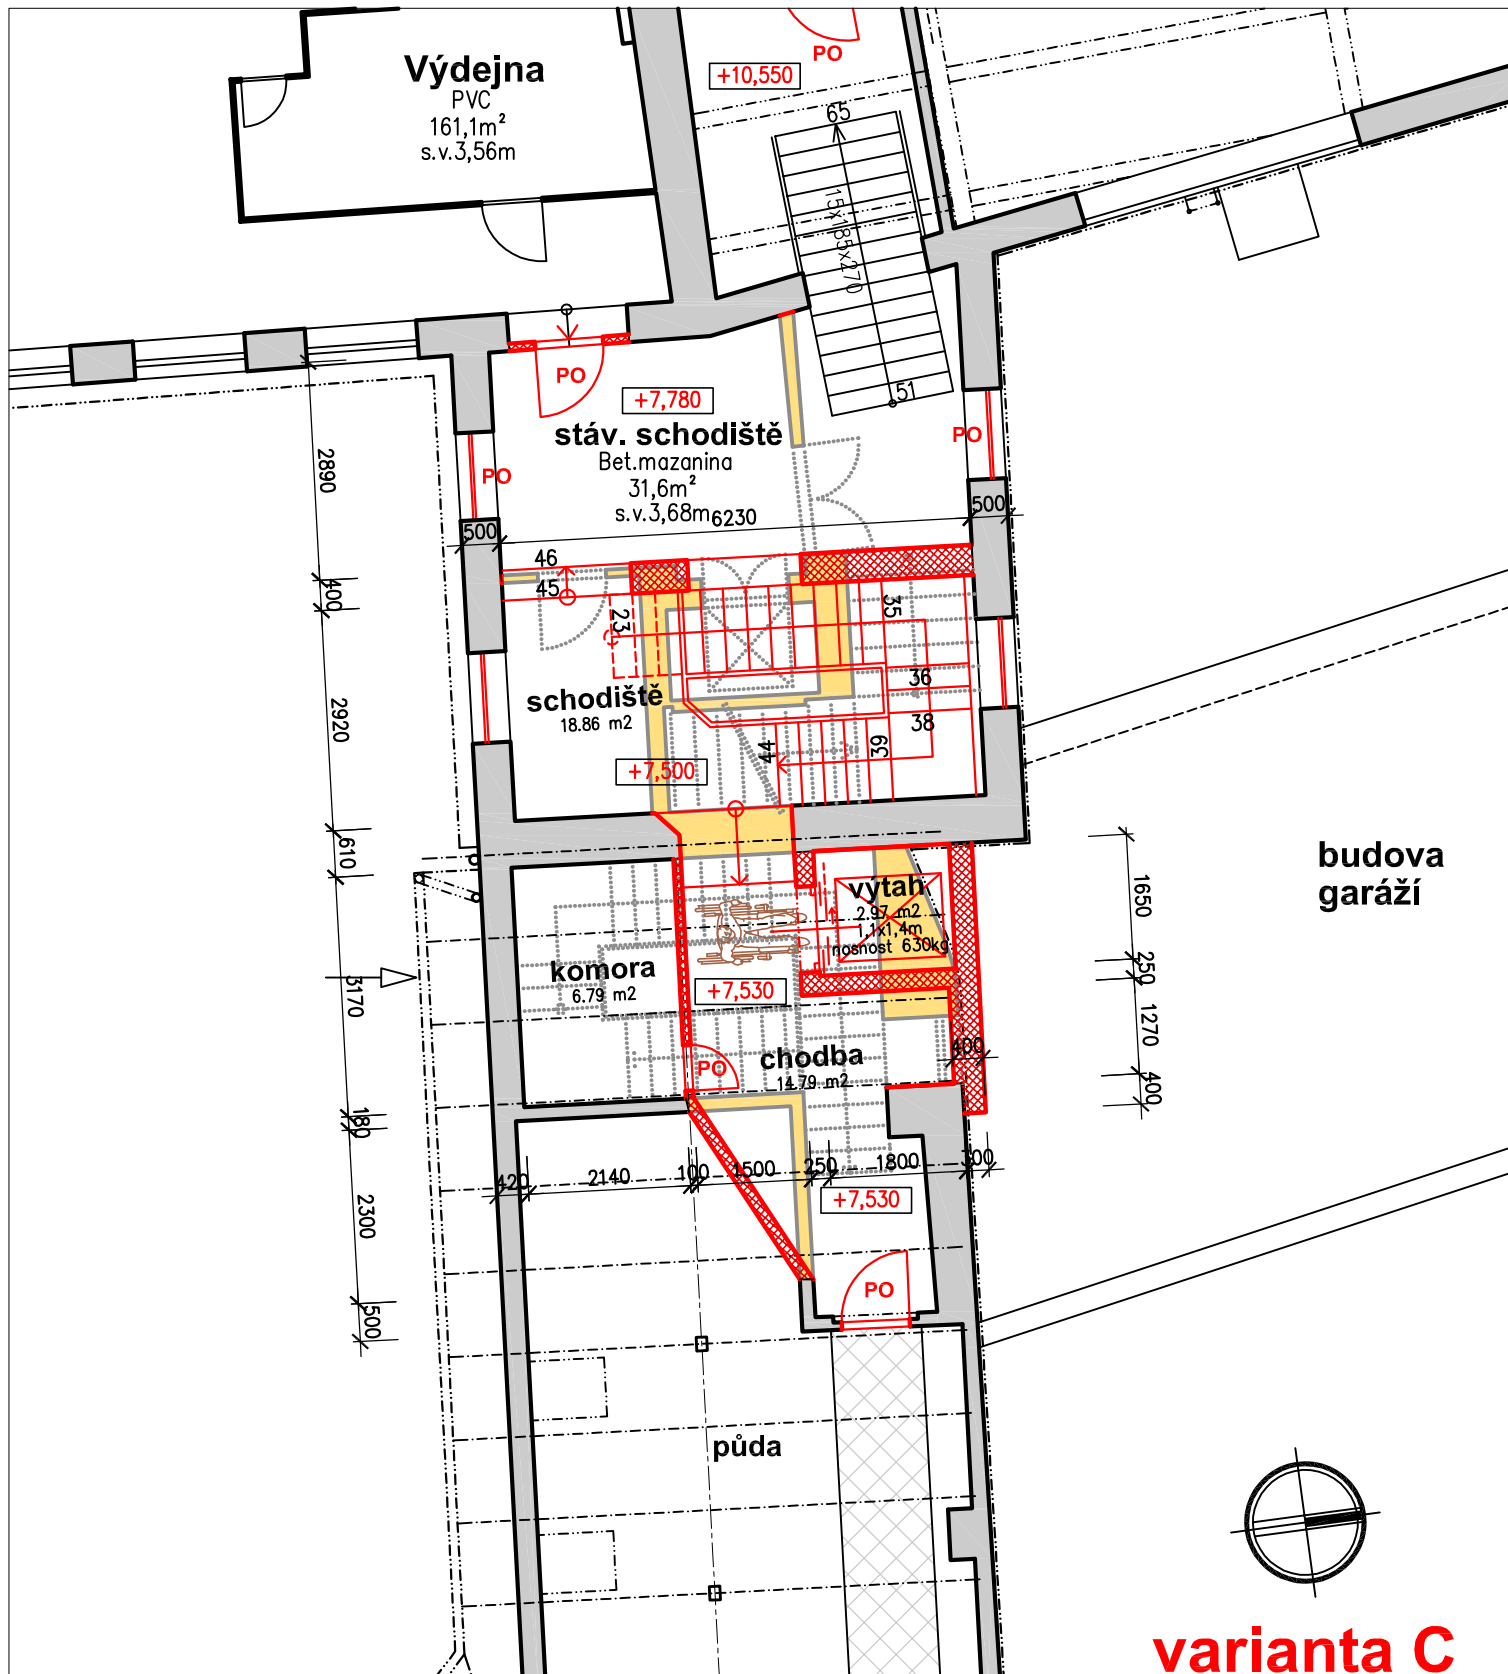 Výdejna
PVC
161,1m²
s.v.3,56m
PO
+10,550
65
15x185x270
51
PO
+7,780
stáv. schodiště
Bet.mazanina
31,6m²
s.v.3,68m
6230
PO
PO
500
500
2890
400
2920
610
3170
180
2300
500
46
45
23
35
36
38
39
44
schodiště
18.86 m2
+7,500
budova
garáží
výtah
2.97 m2
1,1x1,4m
nosnost 630kg
komora
6.79 m2
+7,530
chodba
14.79 m2
PO
400
1650
250
1270
400
420
2140
100
1500
250
1800
300
+7,530
PO
půda
varianta C